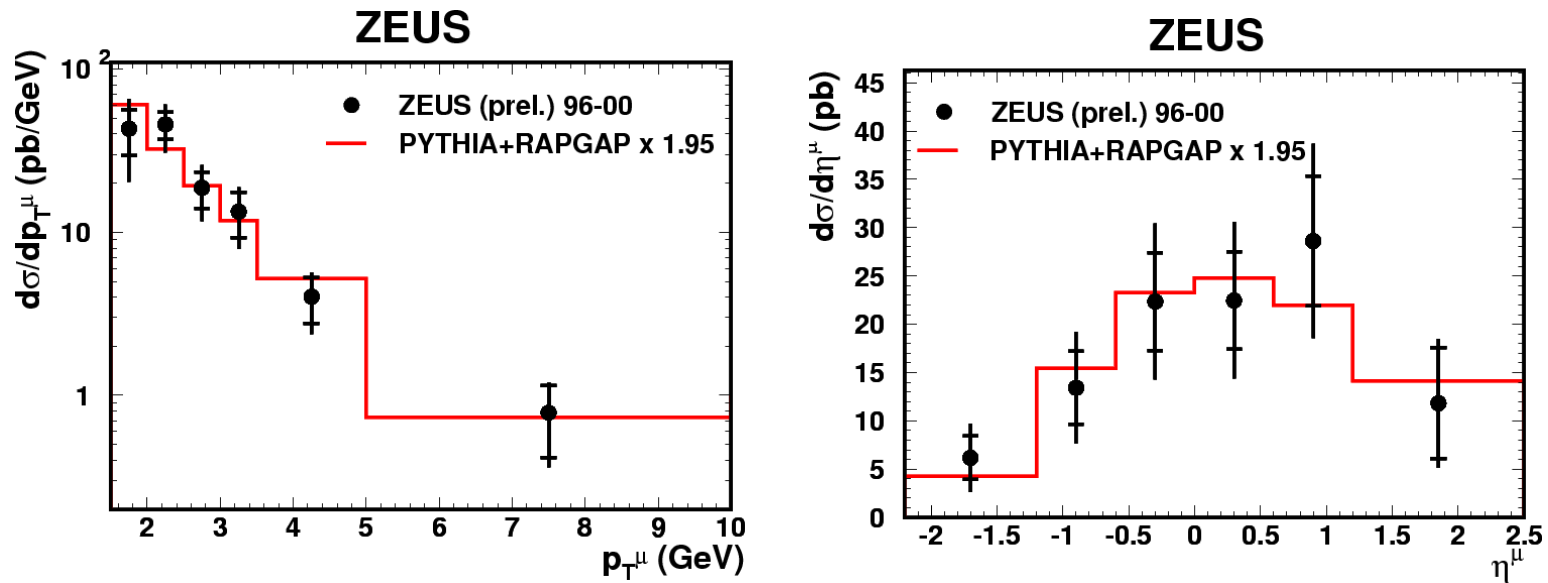 ZEUS
dσ/dp_T^μ (pb/GeV)
10^2
10
1
ZEUS (prel.) 96-00
PYTHIA+RAPGAP x 1.95
2 3 4 5 6 7 8 9 10
p_T^μ (GeV)
ZEUS
dσ/dη^μ (pb)
45
40
35
30
25
20
15
10
5
0
ZEUS (prel.) 96-00
PYTHIA+RAPGAP x 1.95
-2 -1.5 -1 -0.5 0 0.5 1 1.5 2 2.5
η^μ